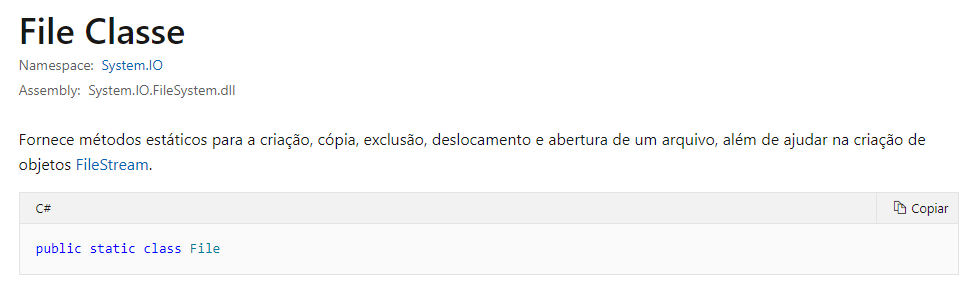 File Classe
Namespace: System.IO
Assembly: System.IO.FileSystem.dll
Fornece métodos estáticos para a criação, cópia, exclusão, deslocamento e abertura de um arquivo, além de ajudar na criação de
objetos FileStream.
C# Copiar
public static class File